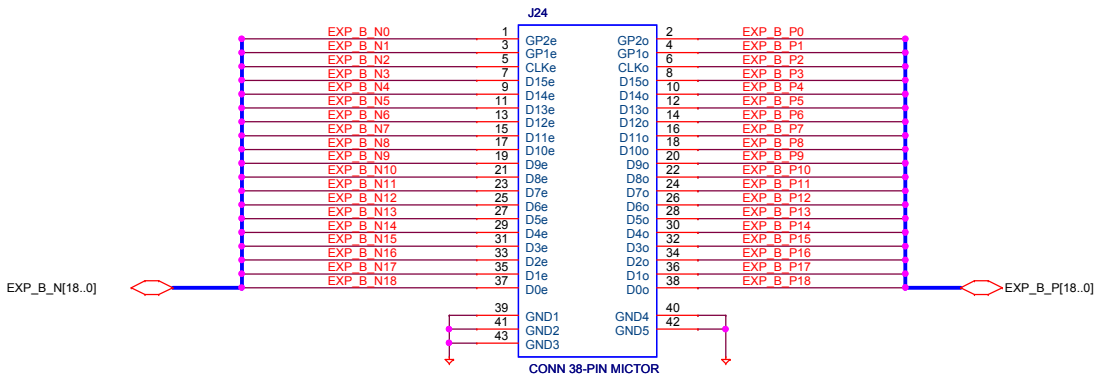 J24
EXP_B_N0 1 GP2e GP2o 2 EXP_B_P0
EXP_B_N1 3 GP1e GP1o 4 EXP_B_P1
EXP_B_N2 5 CLKe CLKo 6 EXP_B_P2
EXP_B_N3 7 D15e D15o 8 EXP_B_P3
EXP_B_N4 9 D14e D14o 10 EXP_B_P4
EXP_B_N5 11 D13e D13o 12 EXP_B_P5
EXP_B_N6 13 D12e D12o 14 EXP_B_P6
EXP_B_N7 15 D11e D11o 16 EXP_B_P7
EXP_B_N8 17 D10e D10o 18 EXP_B_P8
EXP_B_N9 19 D9e D9o 20 EXP_B_P9
EXP_B_N10 21 D8e D8o 22 EXP_B_P10
EXP_B_N11 23 D7e D7o 24 EXP_B_P11
EXP_B_N12 25 D6e D6o 26 EXP_B_P12
EXP_B_N13 27 D5e D5o 28 EXP_B_P13
EXP_B_N14 29 D4e D4o 30 EXP_B_P14
EXP_B_N15 31 D3e D3o 32 EXP_B_P15
EXP_B_N16 33 D2e D2o 34 EXP_B_P16
EXP_B_N17 35 D1e D1o 36 EXP_B_P17
EXP_B_N18 37 D0e D0o 38 EXP_B_P18
EXP_B_N[18..0] EXP_B_P[18..0]
39 GND1 GND4 40
41 GND2 GND5 42
43 GND3
CONN 38-PIN MICTOR